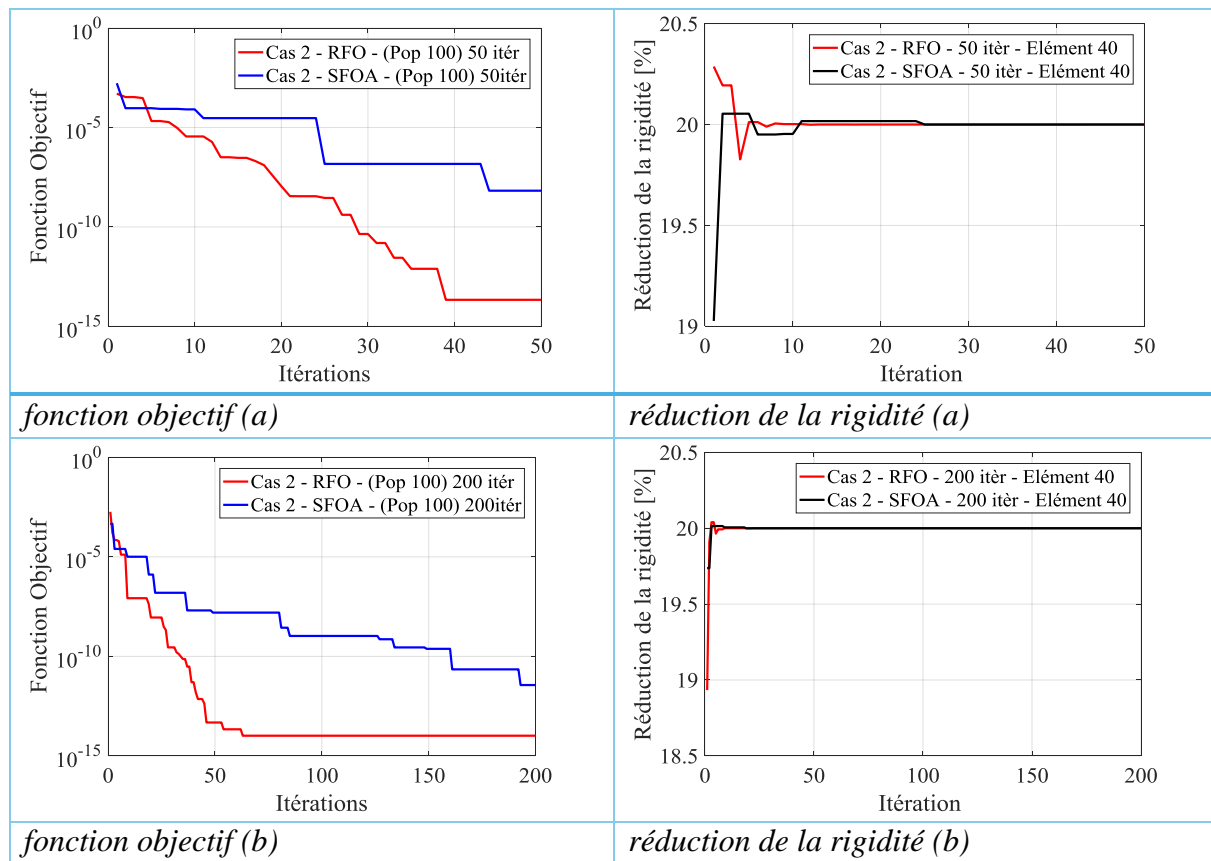 Fonction Objectif
10^0
10^-5
10^-10
10^-15
Cas 2 - RFO - (Pop 100) 50 itér
Cas 2 - SFOA - (Pop 100) 50itér
0 10 20 30 40 50
Itérations
Réduction de la rigidité [%]
20.5
20
19.5
19
Cas 2 - RFO - 50 itèr - Elément 40
Cas 2 - SFOA - 50 itèr - Elément 40
0 10 20 30 40 50
Itération
fonction objectif (a)
réduction de la rigidité (a)
Fonction Objectif
10^0
10^-5
10^-10
10^-15
Cas 2 - RFO - (Pop 100) 200 itér
Cas 2 - SFOA - (Pop 100) 200itér
0 50 100 150 200
Itérations
Réduction de la rigidité [%]
20.5
20
19.5
19
18.5
Cas 2 - RFO - 200 itèr - Elément 40
Cas 2 - SFOA - 200 itèr - Elément 40
0 50 100 150 200
Itération
fonction objectif (b)
réduction de la rigidité (b)